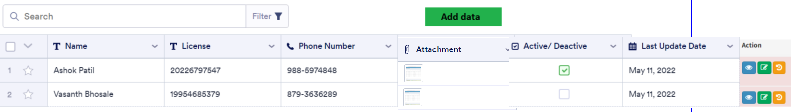 Search Filter Add data
Name License Phone Number Attachment Active/ Deactive Last Update Date Action
1 Ashok Patil 20226797547 988-5974848 May 11, 2022
2 Vasanth Bhosale 19954685379 879-3636289 May 11, 2022